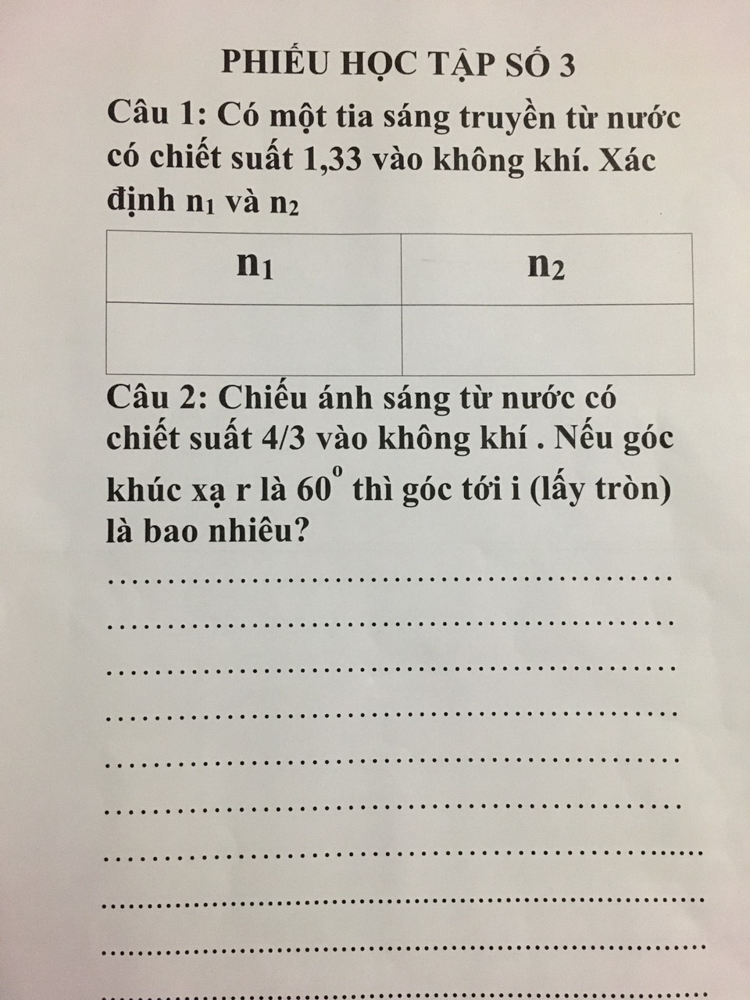 PHIẾU HỌC TẬP SỐ 3
Câu 1: Có một tia sáng truyền từ nước
có chiết suất 1,33 vào không khí. Xác
định n1 và n2
n1 n2
Câu 2: Chiếu ánh sáng từ nước có
chiết suất 4/3 vào không khí . Nếu góc
khúc xạ r là 60° thì góc tới i (lấy tròn)
là bao nhiêu?